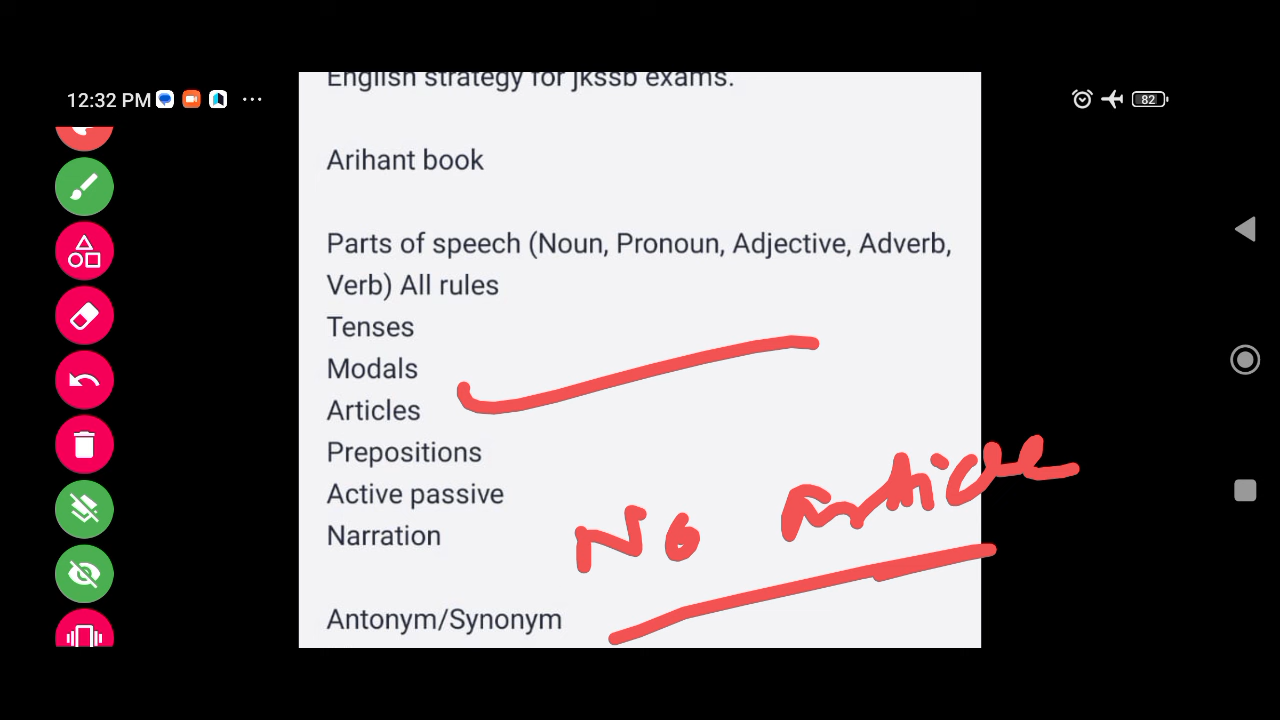 English strategy for jkssb exams.
12:32 PM
82
Arihant book
Parts of speech (Noun, Pronoun, Adjective, Adverb,
Verb) All rules
Tenses
Modals
Articles
Prepositions
Active passive
Narration
No Article
Antonym/Synonym